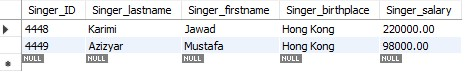 Singer_ID Singer_lastname Singer_firstname Singer_birthplace Singer_salary
4448 Karimi Jawad Hong Kong 220000.00
4449 Azizyar Mustafa Hong Kong 98000.00
NULL NULL NULL NULL NULL